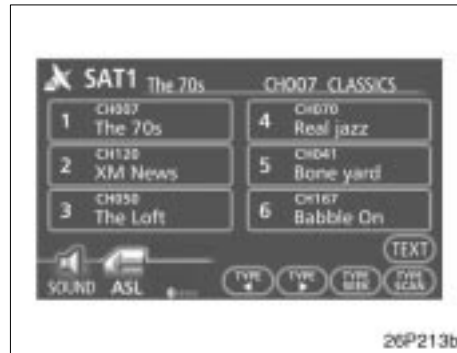 SAT1 The 70s CH007 CLASSICS
1 CH007 The 70s
4 CH070 Real jazz
2 CH120 XM News
5 CH041 Bone yard
3 CH050 The Loft
6 CH167 Babble On
TEXT
SOUND ASL TYPE TYPE TYPE SEEK TYPE SCAN
26P213b